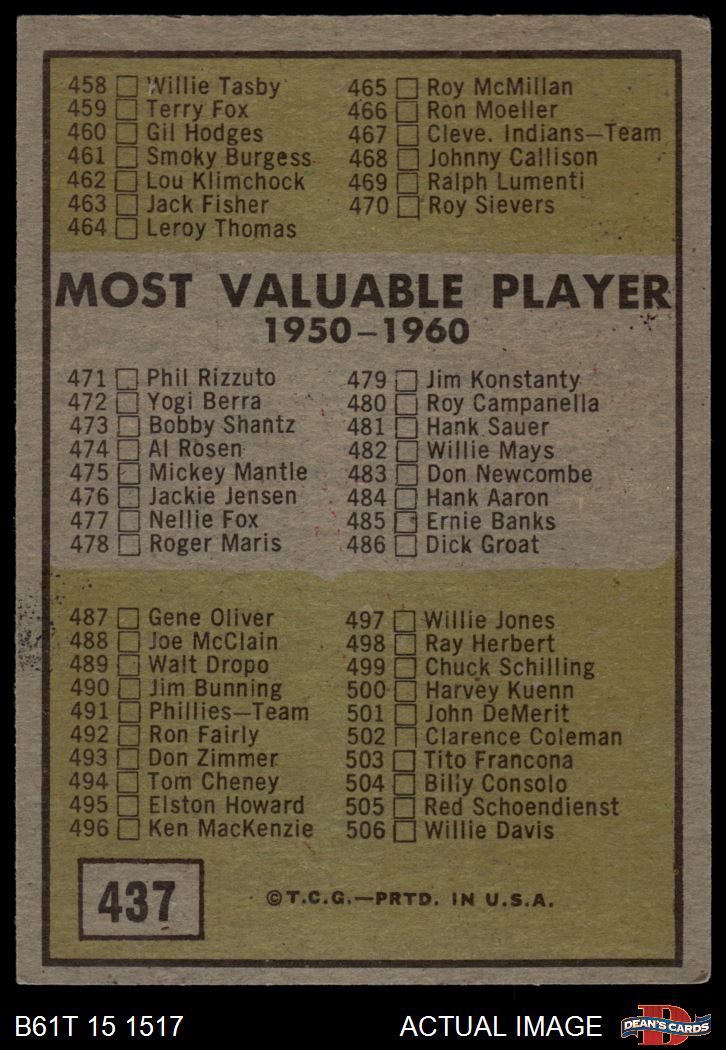 458 Willie Tasby
459 Terry Fox
460 Gil Hodges
461 Smoky Burgess
462 Lou Klimchock
463 Jack Fisher
464 Leroy Thomas
465 Roy McMillan
466 Ron Moeller
467 Cleve. Indians—Team
468 Johnny Callison
469 Ralph Lumenti
470 Roy Sievers
MOST VALUABLE PLAYER
1950–1960
471 Phil Rizzuto
472 Yogi Berra
473 Bobby Shantz
474 Al Rosen
475 Mickey Mantle
476 Jackie Jensen
477 Nellie Fox
478 Roger Maris
479 Jim Konstanty
480 Roy Campanella
481 Hank Sauer
482 Willie Mays
483 Don Newcombe
484 Hank Aaron
485 Ernie Banks
486 Dick Groat
487 Gene Oliver
488 Joe McClain
489 Walt Dropo
490 Jim Bunning
491 Phillies—Team
492 Ron Fairly
493 Don Zimmer
494 Tom Cheney
495 Elston Howard
496 Ken MacKenzie
497 Willie Jones
498 Ray Herbert
499 Chuck Schilling
500 Harvey Kuenn
501 John DeMerit
502 Clarence Coleman
503 Tito Francona
504 Billy Consolo
505 Red Schoendienst
506 Willie Davis
437
©T.C.G.—PRTD. IN U.S.A.
B61T 15 1517
ACTUAL IMAGE
D
DEAN'S CARDS